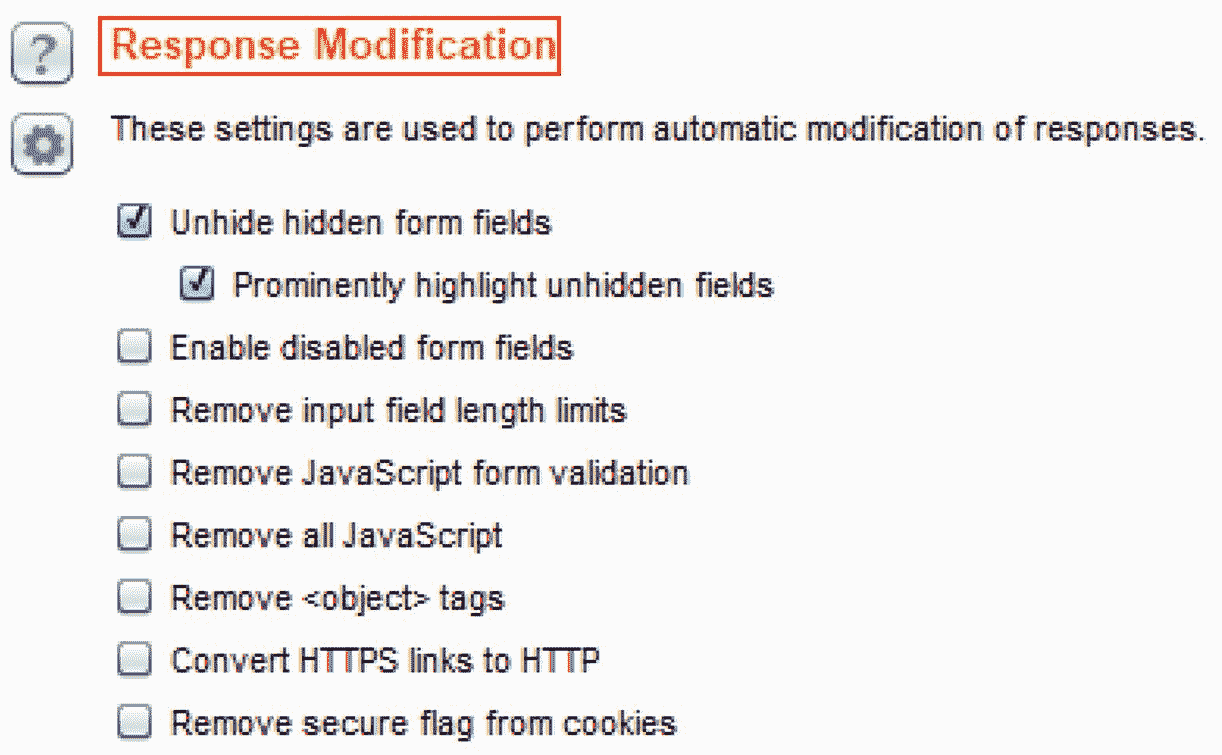 Response Modification
These settings are used to perform automatic modification of responses.
Unhide hidden form fields
Prominently highlight unhidden fields
Enable disabled form fields
Remove input field length limits
Remove JavaScript form validation
Remove all JavaScript
Remove <object> tags
Convert HTTPS links to HTTP
Remove secure flag from cookies